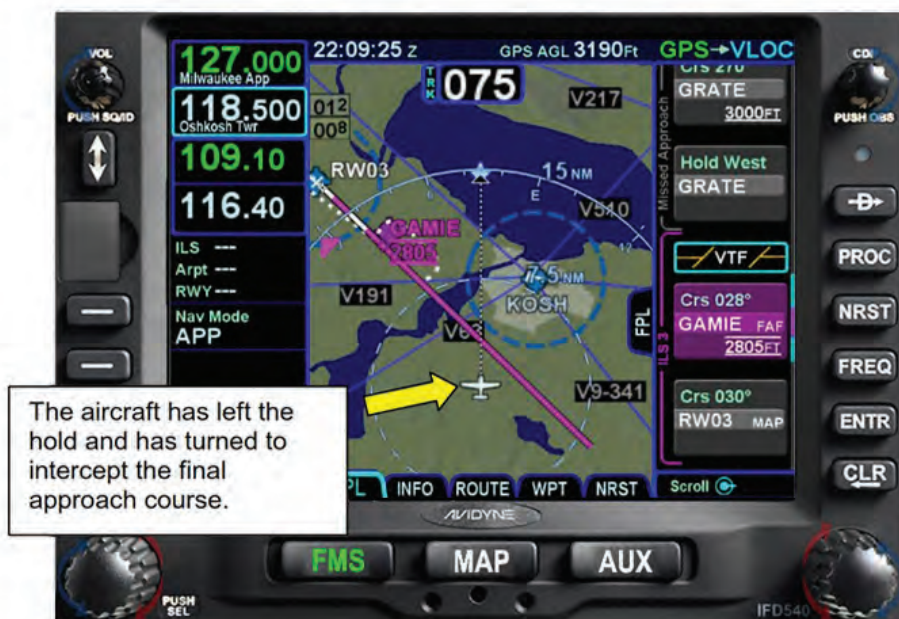 VOL
PUSH SQ/ID
127.000
Milwaukee App
118.500
Oshkosh Twr
109.10
116.40
ILS ---
Arpt ---
RWY ---
Nav Mode
APP
22:09:25 Z
GPS AGL 3190Ft
GPS→VLOC
TRK
075
V217
012
008
RW03
15 NM
6
E
12
V510
GAMIE
2805
7.5 NM
KOSH
V191
V63
V9-341
FPL
Missed Approach
Crs 270°
GRATE
3000FT
Hold West
GRATE
VTF
ILS 3
Crs 028°
GAMIE FAF
2805FT
Crs 030°
RW03 MAP
Scroll
INFO
ROUTE
WPT
NRST
CDI
PUSH OBS
D
PROC
NRST
FREQ
ENTR
CLR
The aircraft has left the
hold and has turned to
intercept the final
approach course.
AVIDYNE
FMS
MAP
AUX
PUSH
SEL
IFD540